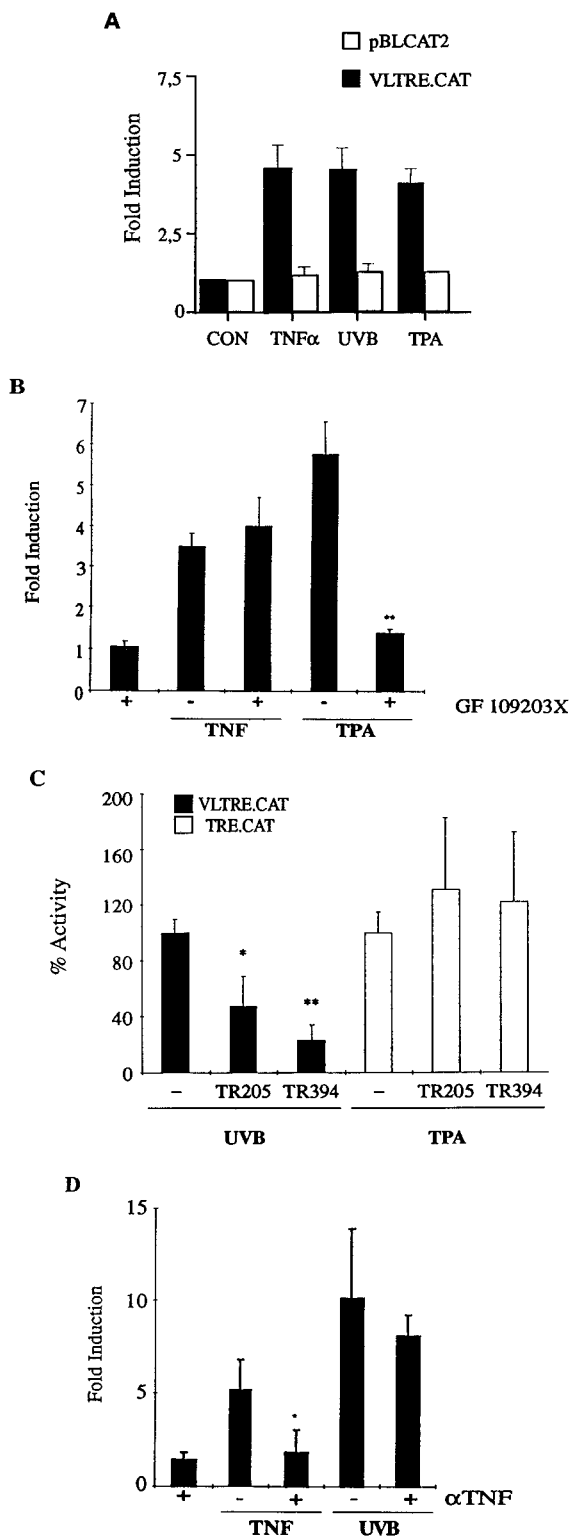 A
pBLCAT2
VLTRE.CAT
Fold Induction
7,5
5
2,5
0
CON TNFα UVB TPA
B
Fold Induction
7
6
5
4
3
2
1
0
**
+ - + - +
GF 109203X
TNF TPA
C
VLTRE.CAT
TRE.CAT
% Activity
200
160
120
80
40
0
* **
– TR205 TR394 – TR205 TR394
UVB TPA
D
Fold Induction
15
10
5
0
*
+ - + - + αTNF
TNF UVB